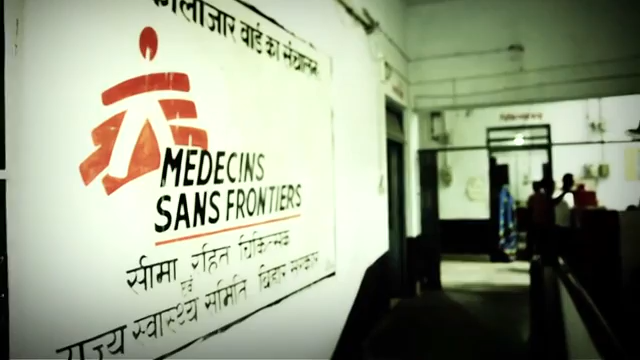 कालाजार वार्ड का संचालन
MEDECINS
SANS FRONTIERS
सीमा रहित चिकित्सक
एवं
राज्य स्वास्थ्य समिति बिहार सरकार